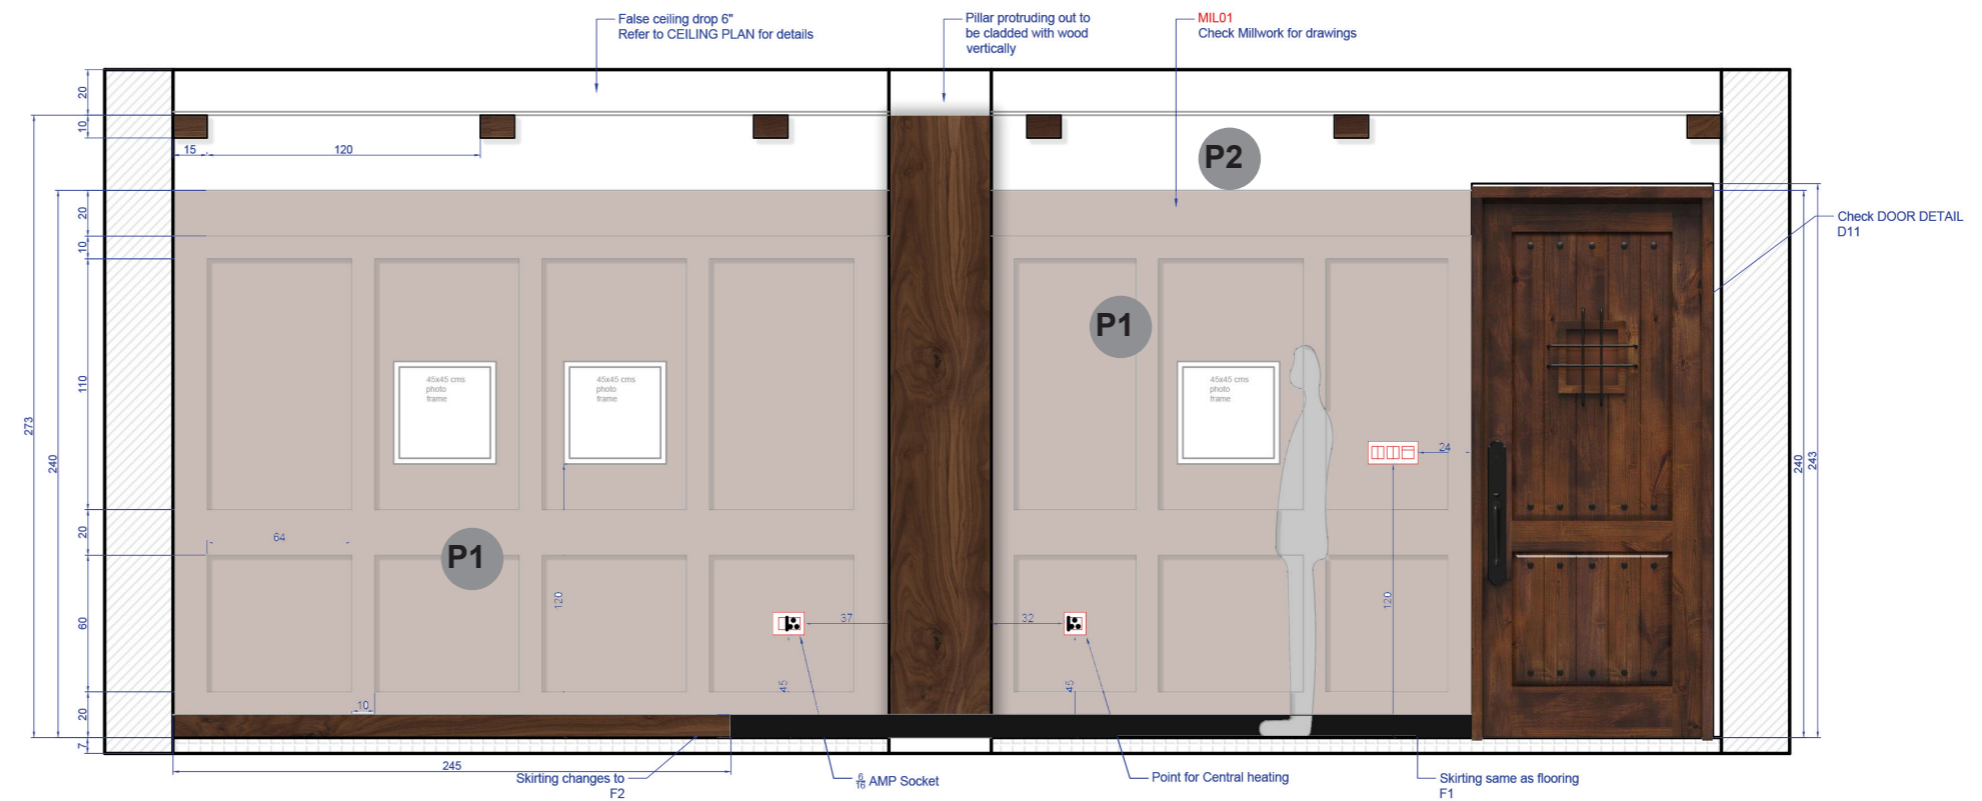 False ceiling drop 6"
Refer to CEILING PLAN for details
Pillar protruding out to
be cladded with wood
vertically
MIL01
Check Millwork for drawings
20
10
15
120
P2
20
10
Check DOOR DETAIL
D11
P1
45x45 cms
photo
frame
45x45 cms
photo
frame
45x45 cms
photo
frame
110
273
240
24
240
243
20
64
P1
120
120
60
37
32
45
45
20
10
7
245
Skirting changes to
F2
6/16 AMP Socket
Point for Central heating
Skirting same as flooring
F1